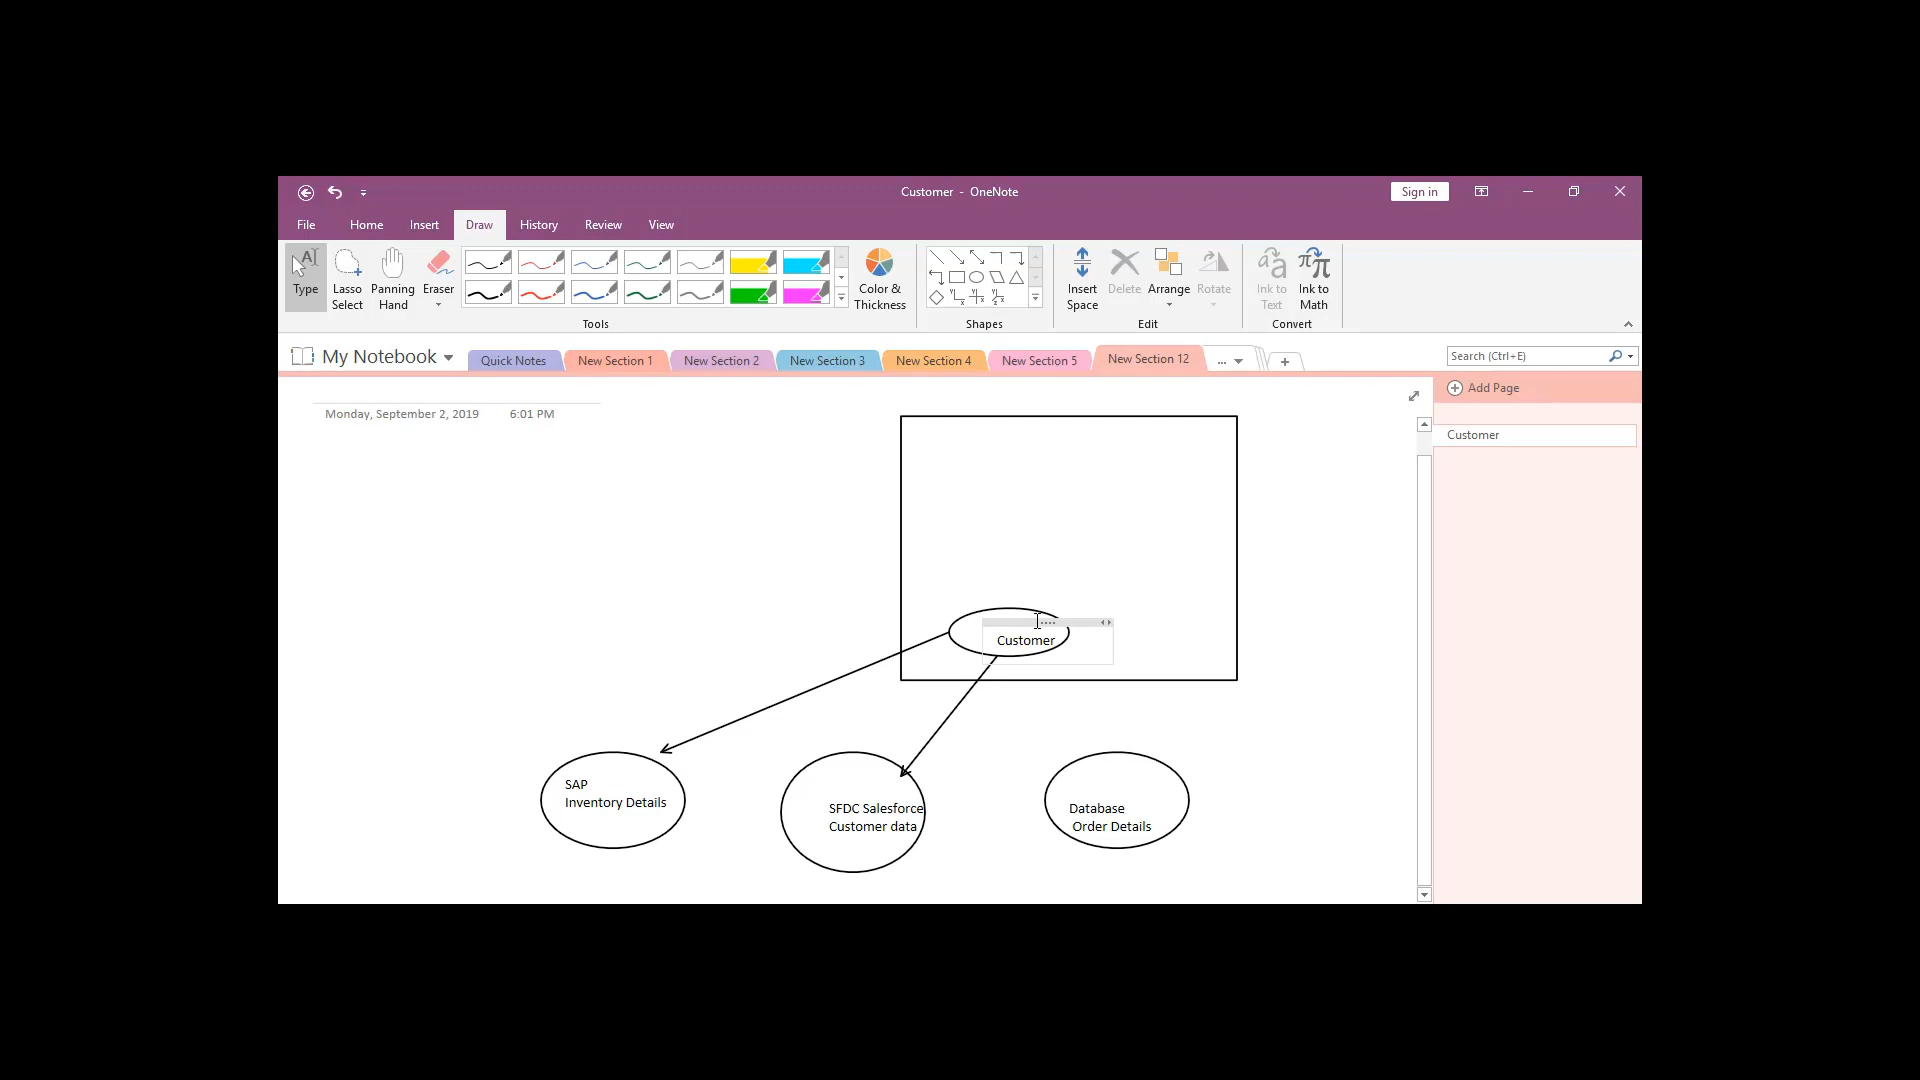 Customer - OneNote
Sign in
File Home Insert Draw History Review View
Type
Lasso Select
Panning Hand
Eraser
Color & Thickness
Insert Space
Delete
Arrange
Rotate
Ink to Text
Ink to Math
Tools
Shapes
Edit
Convert
My Notebook
Quick Notes
New Section 1
New Section 2
New Section 3
New Section 4
New Section 5
New Section 12
...
Search (Ctrl+E)
Add Page
Customer
Monday, September 2, 2019 6:01 PM
Customer
SAP
Inventory Details
SFDC Salesforce
Customer data
Database
Order Details